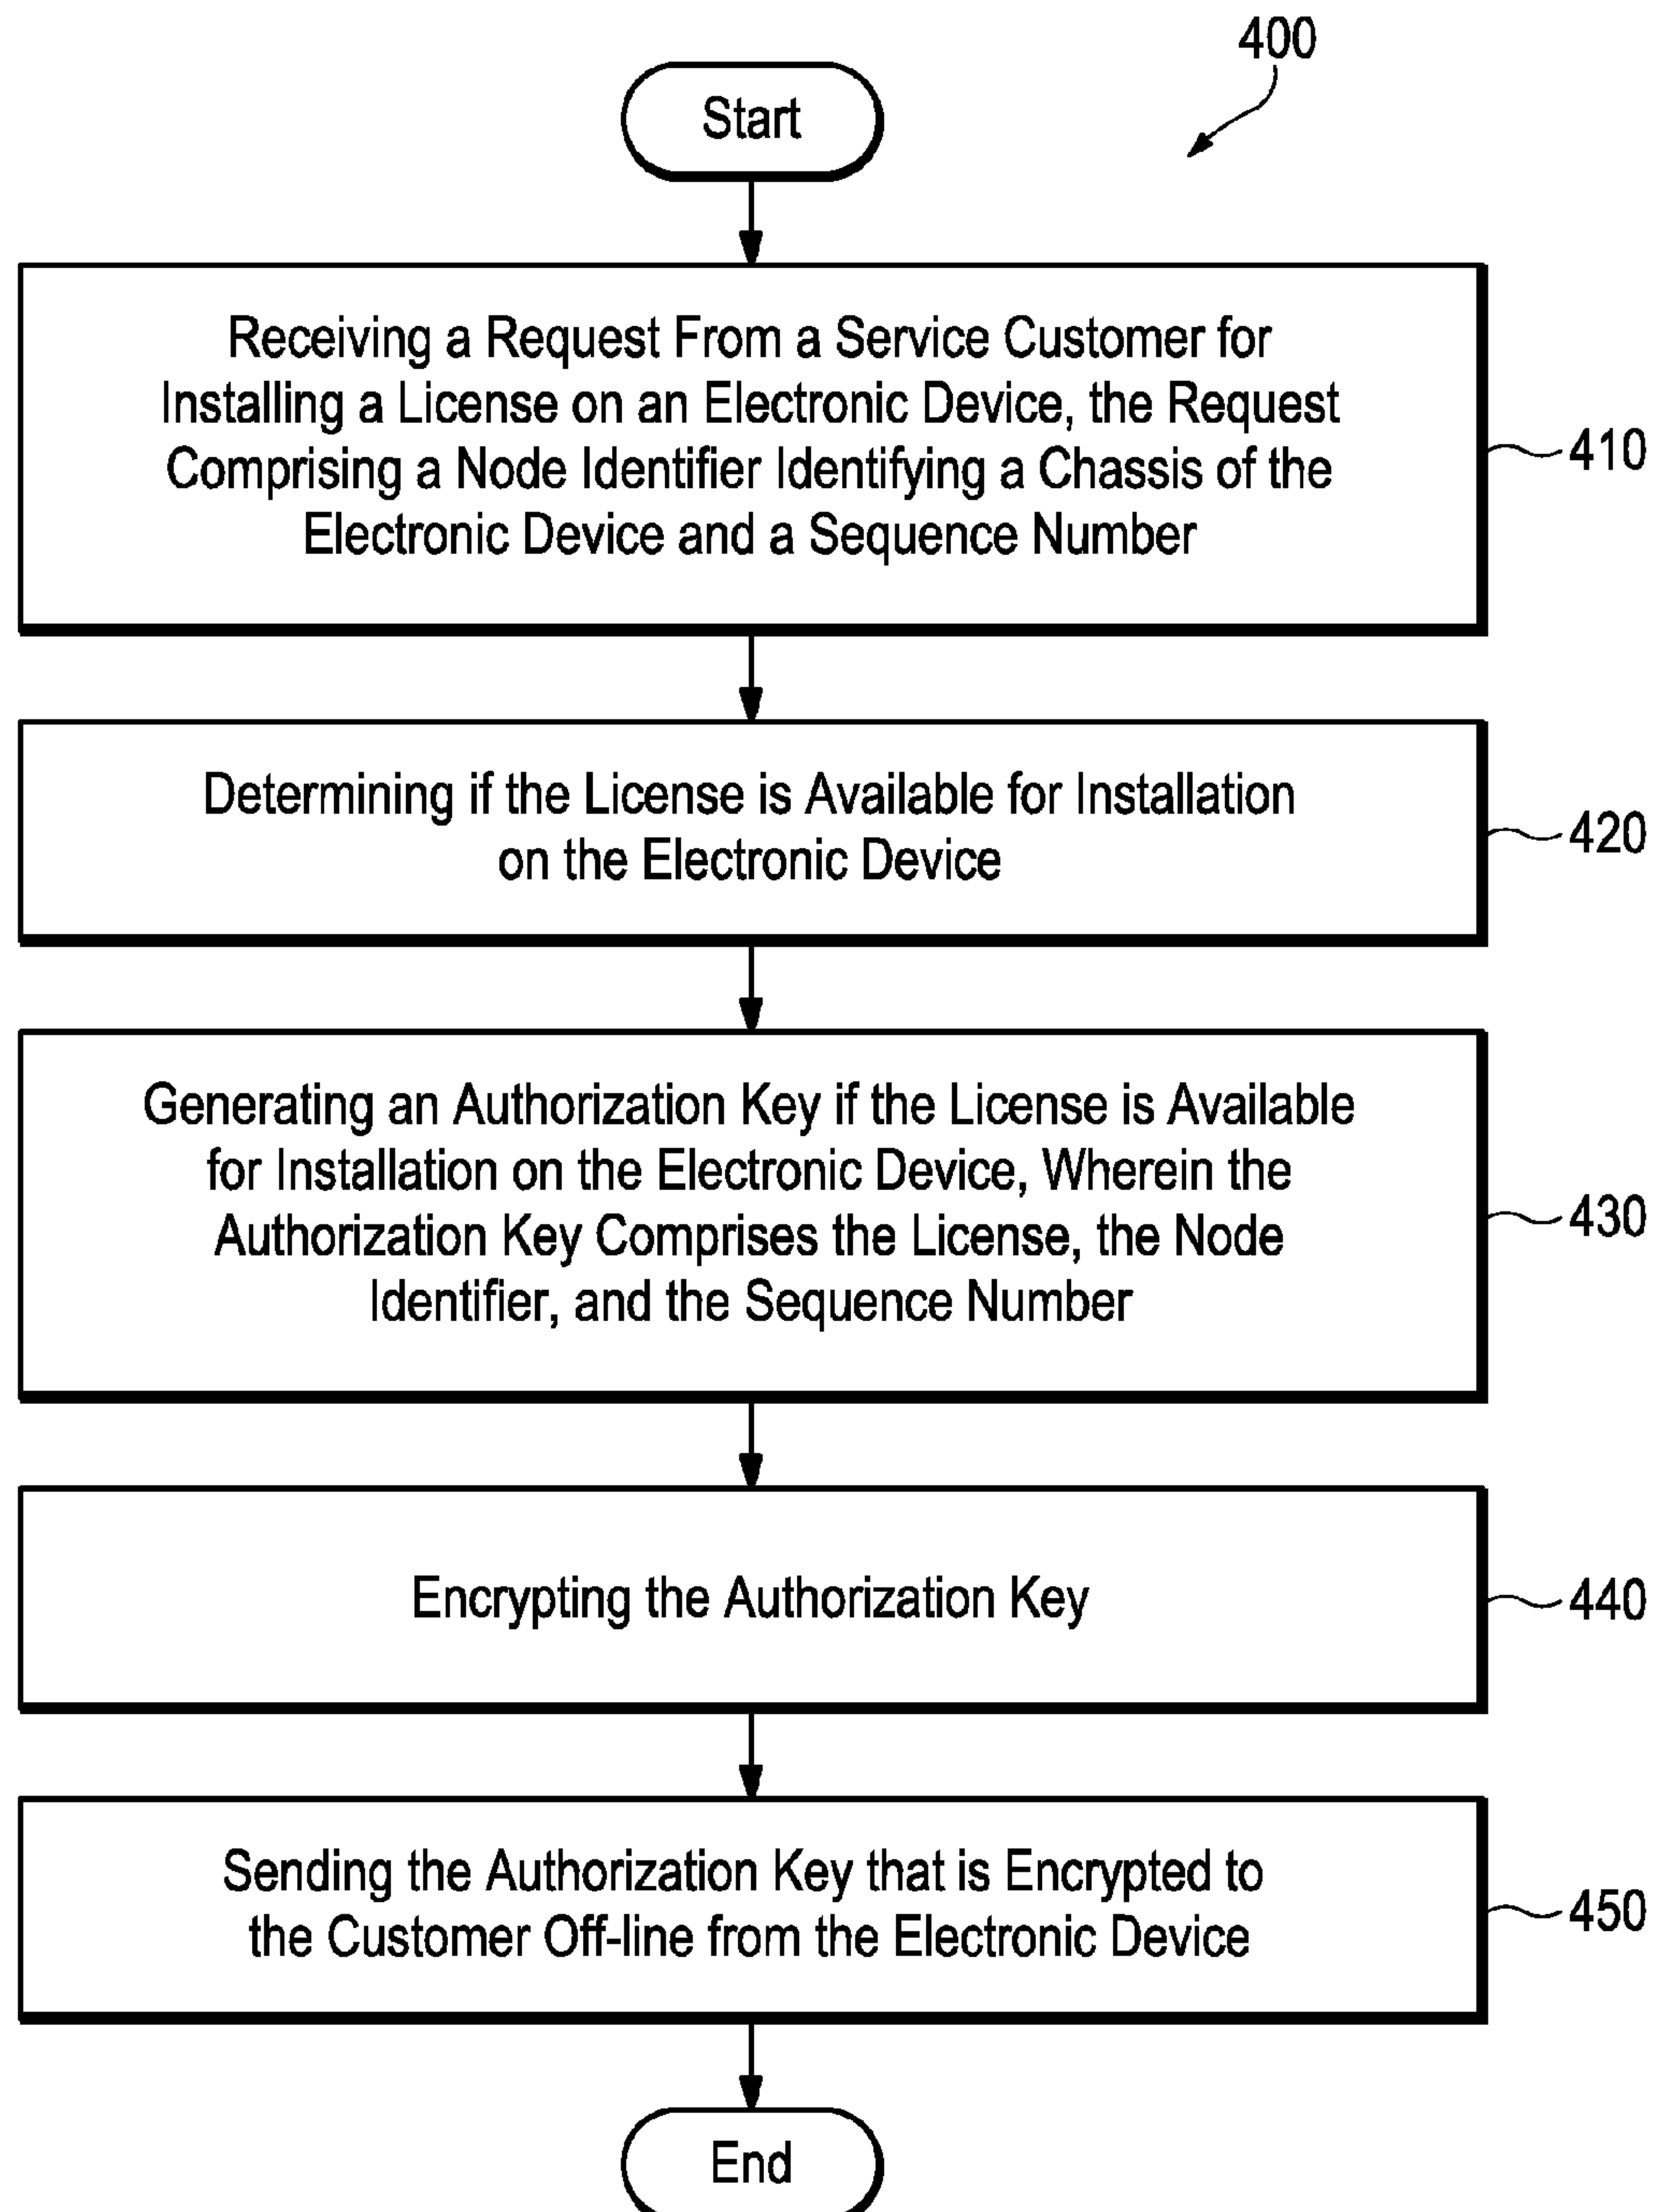 400
Start
Receiving a Request From a Service Customer for
Installing a License on an Electronic Device, the Request
Comprising a Node Identifier Identifying a Chassis of the
Electronic Device and a Sequence Number
410
Determining if the License is Available for Installation
on the Electronic Device
420
Generating an Authorization Key if the License is Available
for Installation on the Electronic Device, Wherein the
Authorization Key Comprises the License, the Node
Identifier, and the Sequence Number
430
Encrypting the Authorization Key
440
Sending the Authorization Key that is Encrypted to
the Customer Off-line from the Electronic Device
450
End